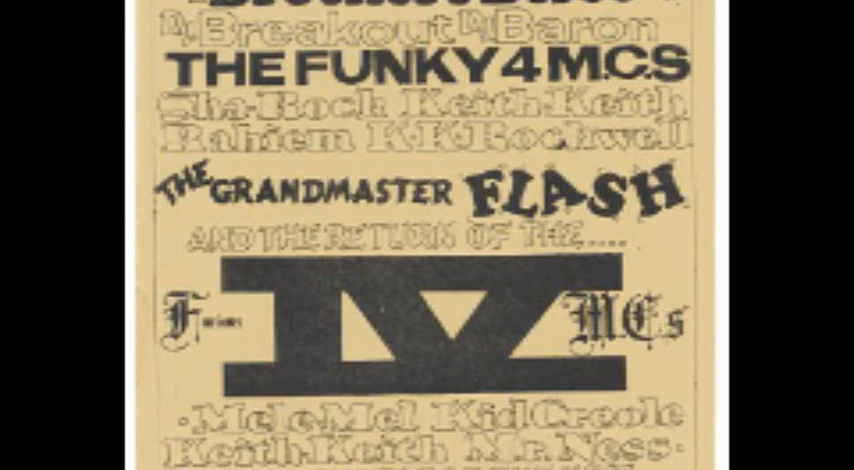 DJ Breakout DJ Baron
THE FUNKY 4 M.C.S
Sha-Rock Keith-Keith
Rahiem K.K. Rockwell
THE GRANDMASTER FLASH
AND THE RETURN OF THE.....
Furious IV MCs
·Mele-Mel Kid Creole
Keith-Keith Mr. Ness·